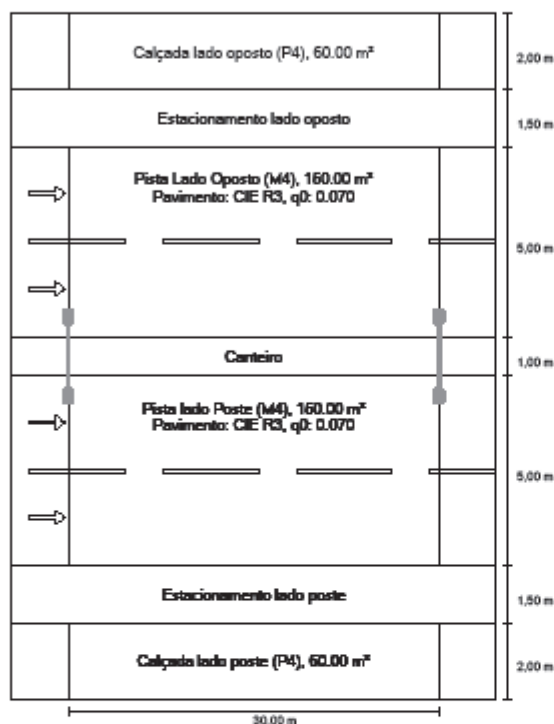 Calçada lado oposto (P4), 60.00 m²
2,00 m
Estacionamento lado oposto
1,50 m
Pista Lado Oposto (M4), 150.00 m²
Pavimento: CIE R3, q0: 0.070
5,00 m
Canteiro
1,00 m
Pista lado Poste (M4), 150.00 m²
Pavimento: CIE R3, q0: 0.070
5,00 m
Estacionamento lado poste
1,50 m
Calçada lado poste (P4), 60.00 m²
2,00 m
30.00 m